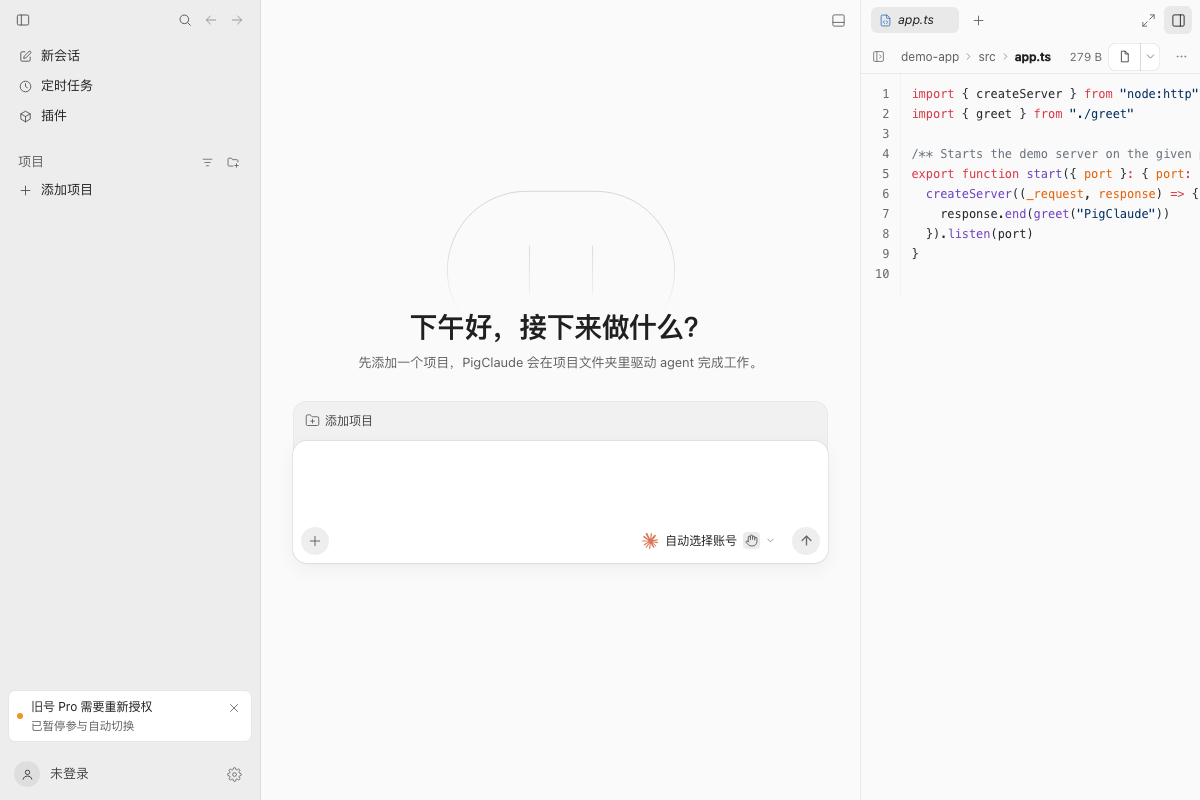 新会话
定时任务
插件
项目
添加项目
旧号 Pro 需要重新授权
已暂停参与自动切换
未登录
下午好，接下来做什么？
先添加一个项目，PigClaude 会在项目文件夹里驱动 agent 完成工作。
添加项目
自动选择账号
app.ts
demo-app src app.ts 279 B
1 import { createServer } from "node:http"
2 import { greet } from "./greet"
3
4 /** Starts the demo server on the given
5 export function start({ port }: { port:
6 createServer((_request, response) => {
7 response.end(greet("PigClaude"))
8 }).listen(port)
9 }
10